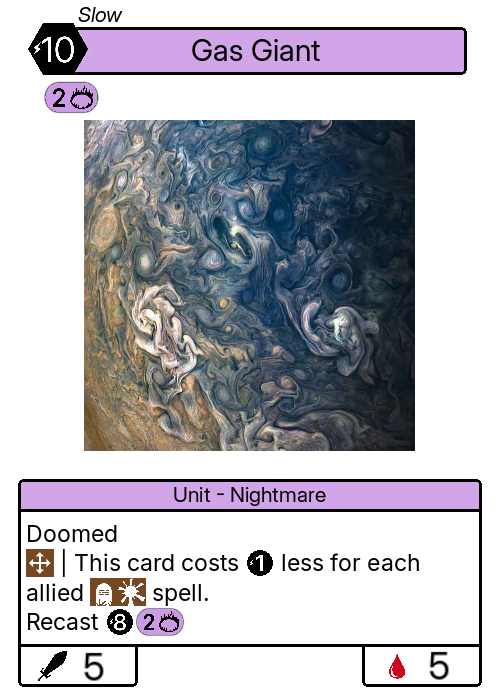 Slow
10
Gas Giant
2
Unit - Nightmare
Doomed
| This card costs 1 less for each
allied spell.
Recast 8 2
5
5